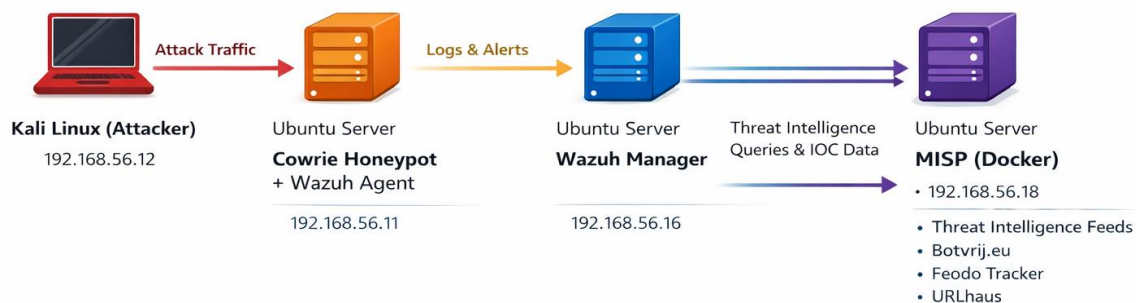 Attack Traffic
Logs & Alerts
Kali Linux (Attacker)
192.168.56.12
Ubuntu Server
Cowrie Honeypot
+ Wazuh Agent
192.168.56.11
Ubuntu Server
Wazuh Manager
192.168.56.16
Threat Intelligence
Queries & IOC Data
Ubuntu Server
MISP (Docker)
• 192.168.56.18
• Threat Intelligence Feeds
• Botvrij.eu
• Feodo Tracker
• URLhaus